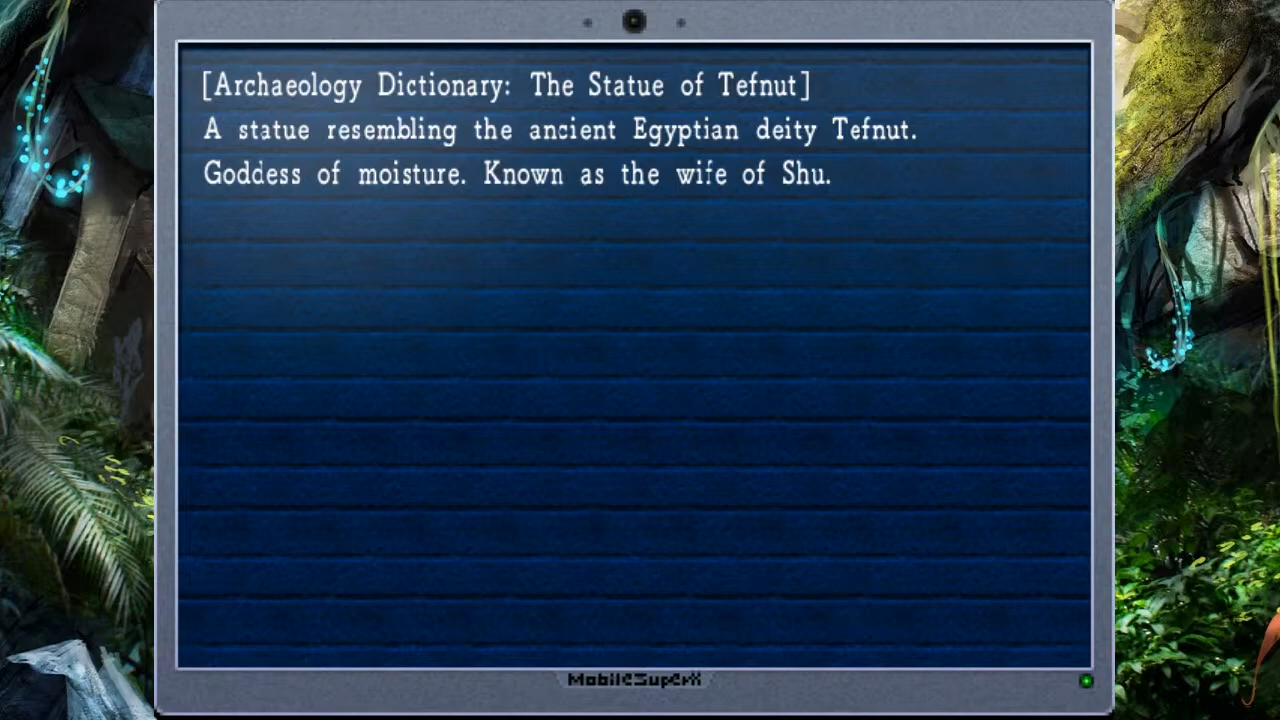 [Archaeology Dictionary: The Statue of Tefnut]
A statue resembling the ancient Egyptian deity Tefnut.
Goddess of moisture. Known as the wife of Shu.
MobileSuperX